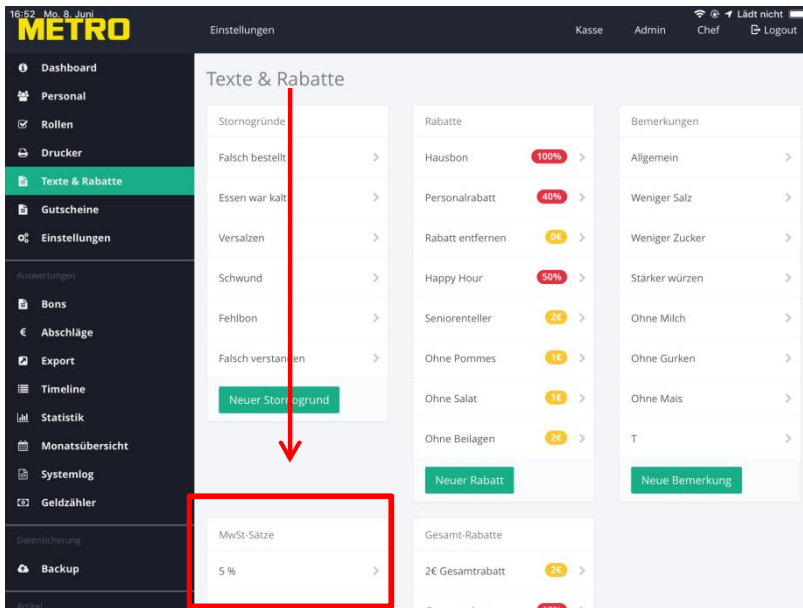 16:52 Mo. 8. Juni
Lädt nicht
METRO
Einstellungen
Kasse
Admin
Chef
Logout
Dashboard
Personal
Rollen
Drucker
Texte & Rabatte
Gutscheine
Einstellungen
Auswertungen
Bons
Abschläge
Export
Timeline
Statistik
Monatsübersicht
Systemlog
Geldzähler
Datensicherung
Backup
Artikel
Texte & Rabatte
Stornogründe
Falsch bestellt
Essen war kalt
Versalzen
Schwund
Fehlbon
Falsch verstanden
Neuer Stornogrund
Rabatte
Hausbon 100%
Personalrabatt 40%
Rabatt entfernen 0€
Happy Hour 50%
Seniorenteller 2€
Ohne Pommes 1€
Ohne Salat 1€
Ohne Beilagen 2€
Neuer Rabatt
Bemerkungen
Allgemein
Weniger Salz
Weniger Zucker
Stärker würzen
Ohne Milch
Ohne Gurken
Ohne Mais
T
Neue Bemerkung
MwSt-Sätze
5 %
Gesamt-Rabatte
2€ Gesamtrabatt 2€